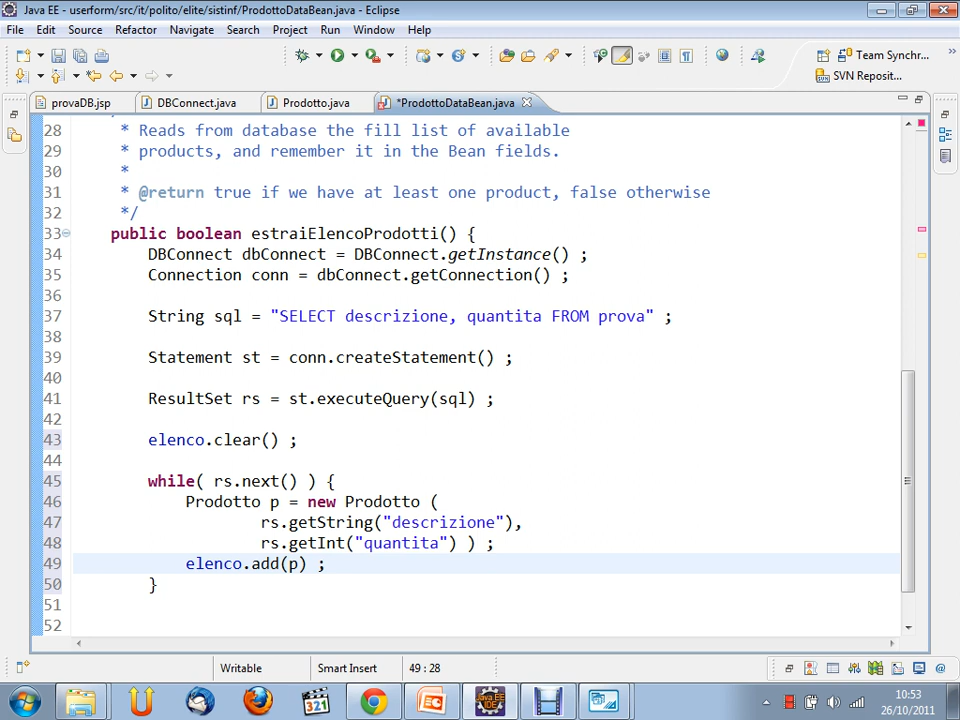 Java EE - userform/src/it/polito/elite/sistinf/ProdottoDataBean.java - Eclipse
File Edit Source Refactor Navigate Search Project Run Window Help
Team Synchr...
SVN Reposit...
provaDB.jsp DBConnect.java Prodotto.java *ProdottoDataBean.java
28 * Reads from database the fill list of available
29 * products, and remember it in the Bean fields.
30 *
31 * @return true if we have at least one product, false otherwise
32 */
33 public boolean estraiElencoProdotti() {
34 DBConnect dbConnect = DBConnect.getInstance() ;
35 Connection conn = dbConnect.getConnection() ;
36
37 String sql = "SELECT descrizione, quantita FROM prova" ;
38
39 Statement st = conn.createStatement() ;
40
41 ResultSet rs = st.executeQuery(sql) ;
42
43 elenco.clear() ;
44
45 while( rs.next() ) {
46 Prodotto p = new Prodotto (
47 rs.getString("descrizione"),
48 rs.getInt("quantita") ) ;
49 elenco.add(p) ;
50 }
51
52
Writable Smart Insert 49 : 28
321
Java EE
IDE
10:53
26/10/2011